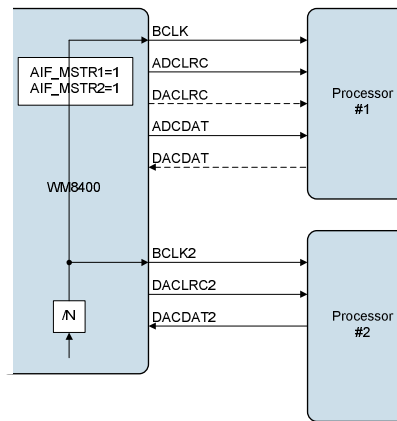 BCLK
ADCLRC
DACLRC
ADCDAT
DACDAT
AIF_MSTR1=1
AIF_MSTR2=1
Processor
#1
WM8400
BCLK2
DACLRC2
DACDAT2
/N
Processor
#2